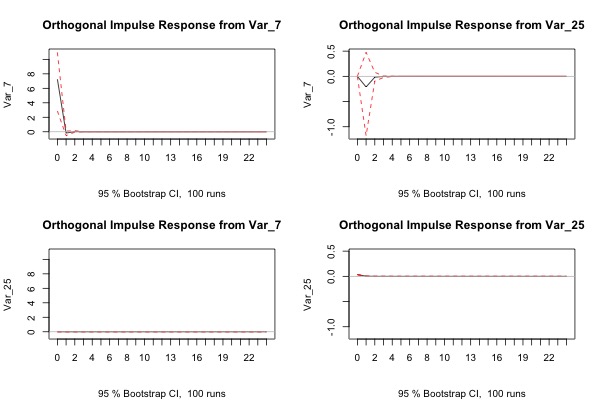 Orthogonal Impulse Response from Var_7
Var_7
0 2 4 6 8
0 2 4 6 8 10 13 16 19 22
95 % Bootstrap CI, 100 runs
Orthogonal Impulse Response from Var_25
Var_7
-1.0 0.0 0.5
0 2 4 6 8 10 13 16 19 22
95 % Bootstrap CI, 100 runs
Orthogonal Impulse Response from Var_7
Var_25
0 2 4 6 8
0 2 4 6 8 10 13 16 19 22
95 % Bootstrap CI, 100 runs
Orthogonal Impulse Response from Var_25
Var_25
-1.0 0.0 0.5
0 2 4 6 8 10 13 16 19 22
95 % Bootstrap CI, 100 runs